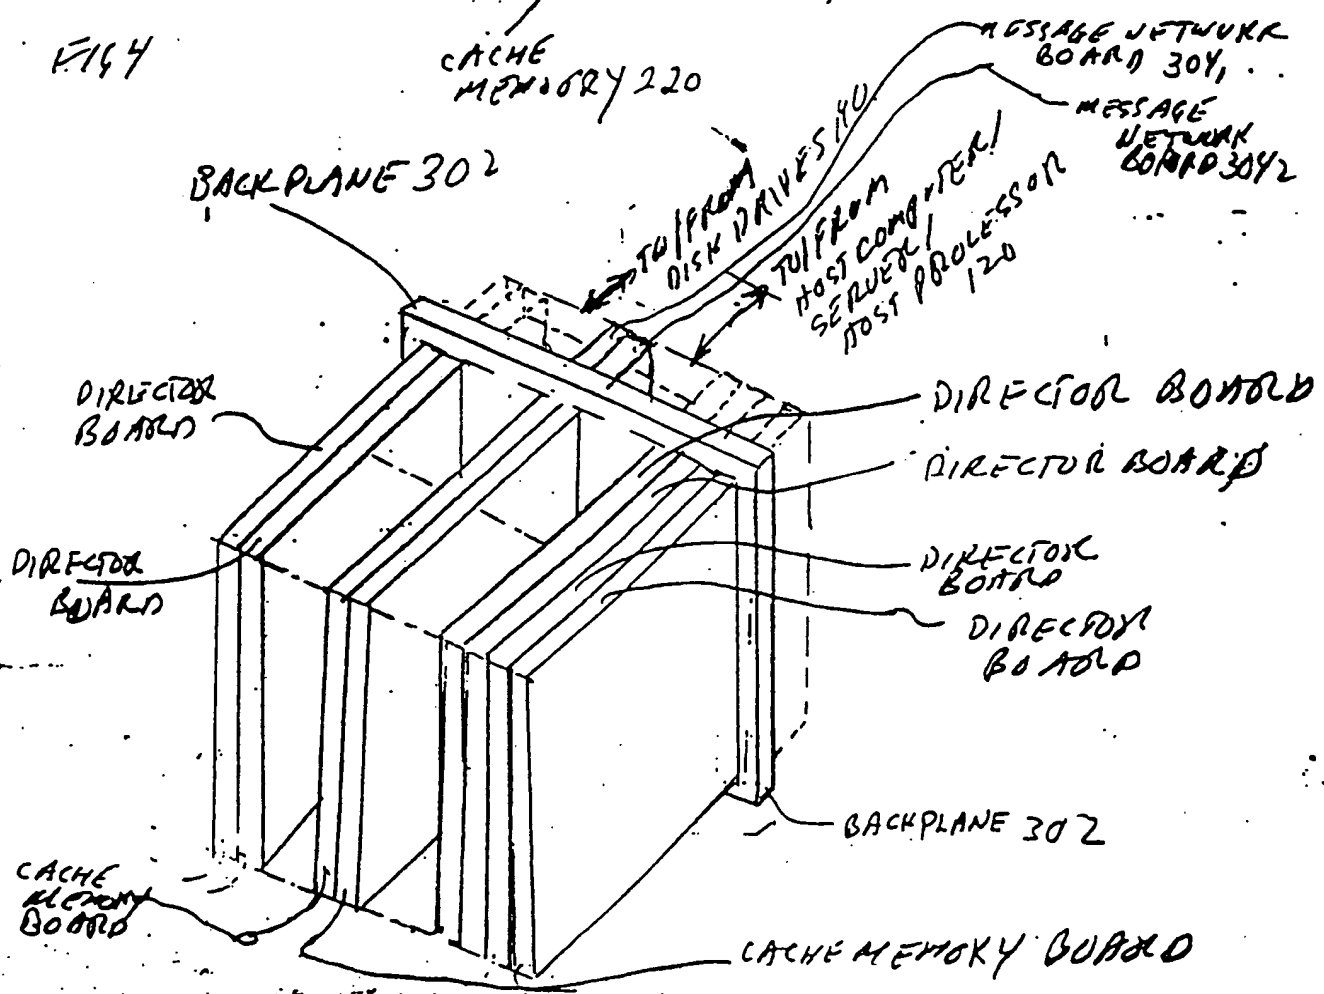 FIG 4
CACHE
MEMORY 220
MESSAGE NETWORK
BOARD 304,
MESSAGE
NETWORK
BOARD 3042
BACKPLANE 302
TO/FROM
DISK DRIVES 140
TO/FROM
HOST COMPUTER/
SERVER/
HOST PROCESSOR
120
DIRECTOR
BOARD
DIRECTOR BOARD
DIRECTOR BOARD
DIRECTOR
BOARD
DIRECTOR
BOARD
DIRECTOR
BOARD
BACKPLANE 302
CACHE
MEMORY
BOARD
CACHE MEMORY BOARD